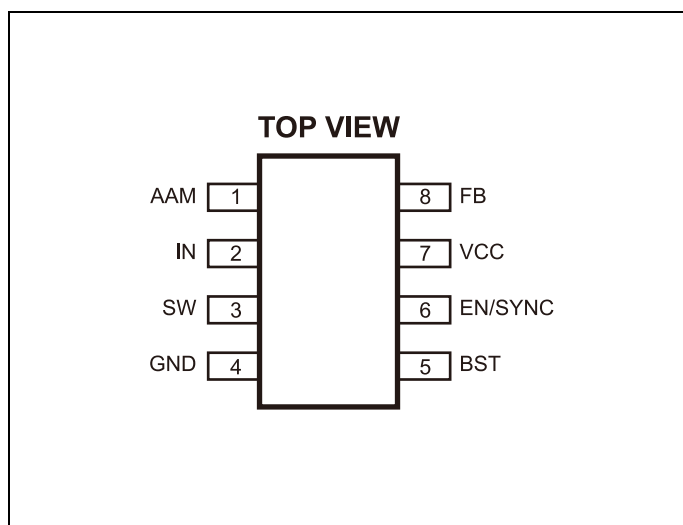 TOP VIEW
AAM 1 8 FB
IN 2 7 VCC
SW 3 6 EN/SYNC
GND 4 5 BST